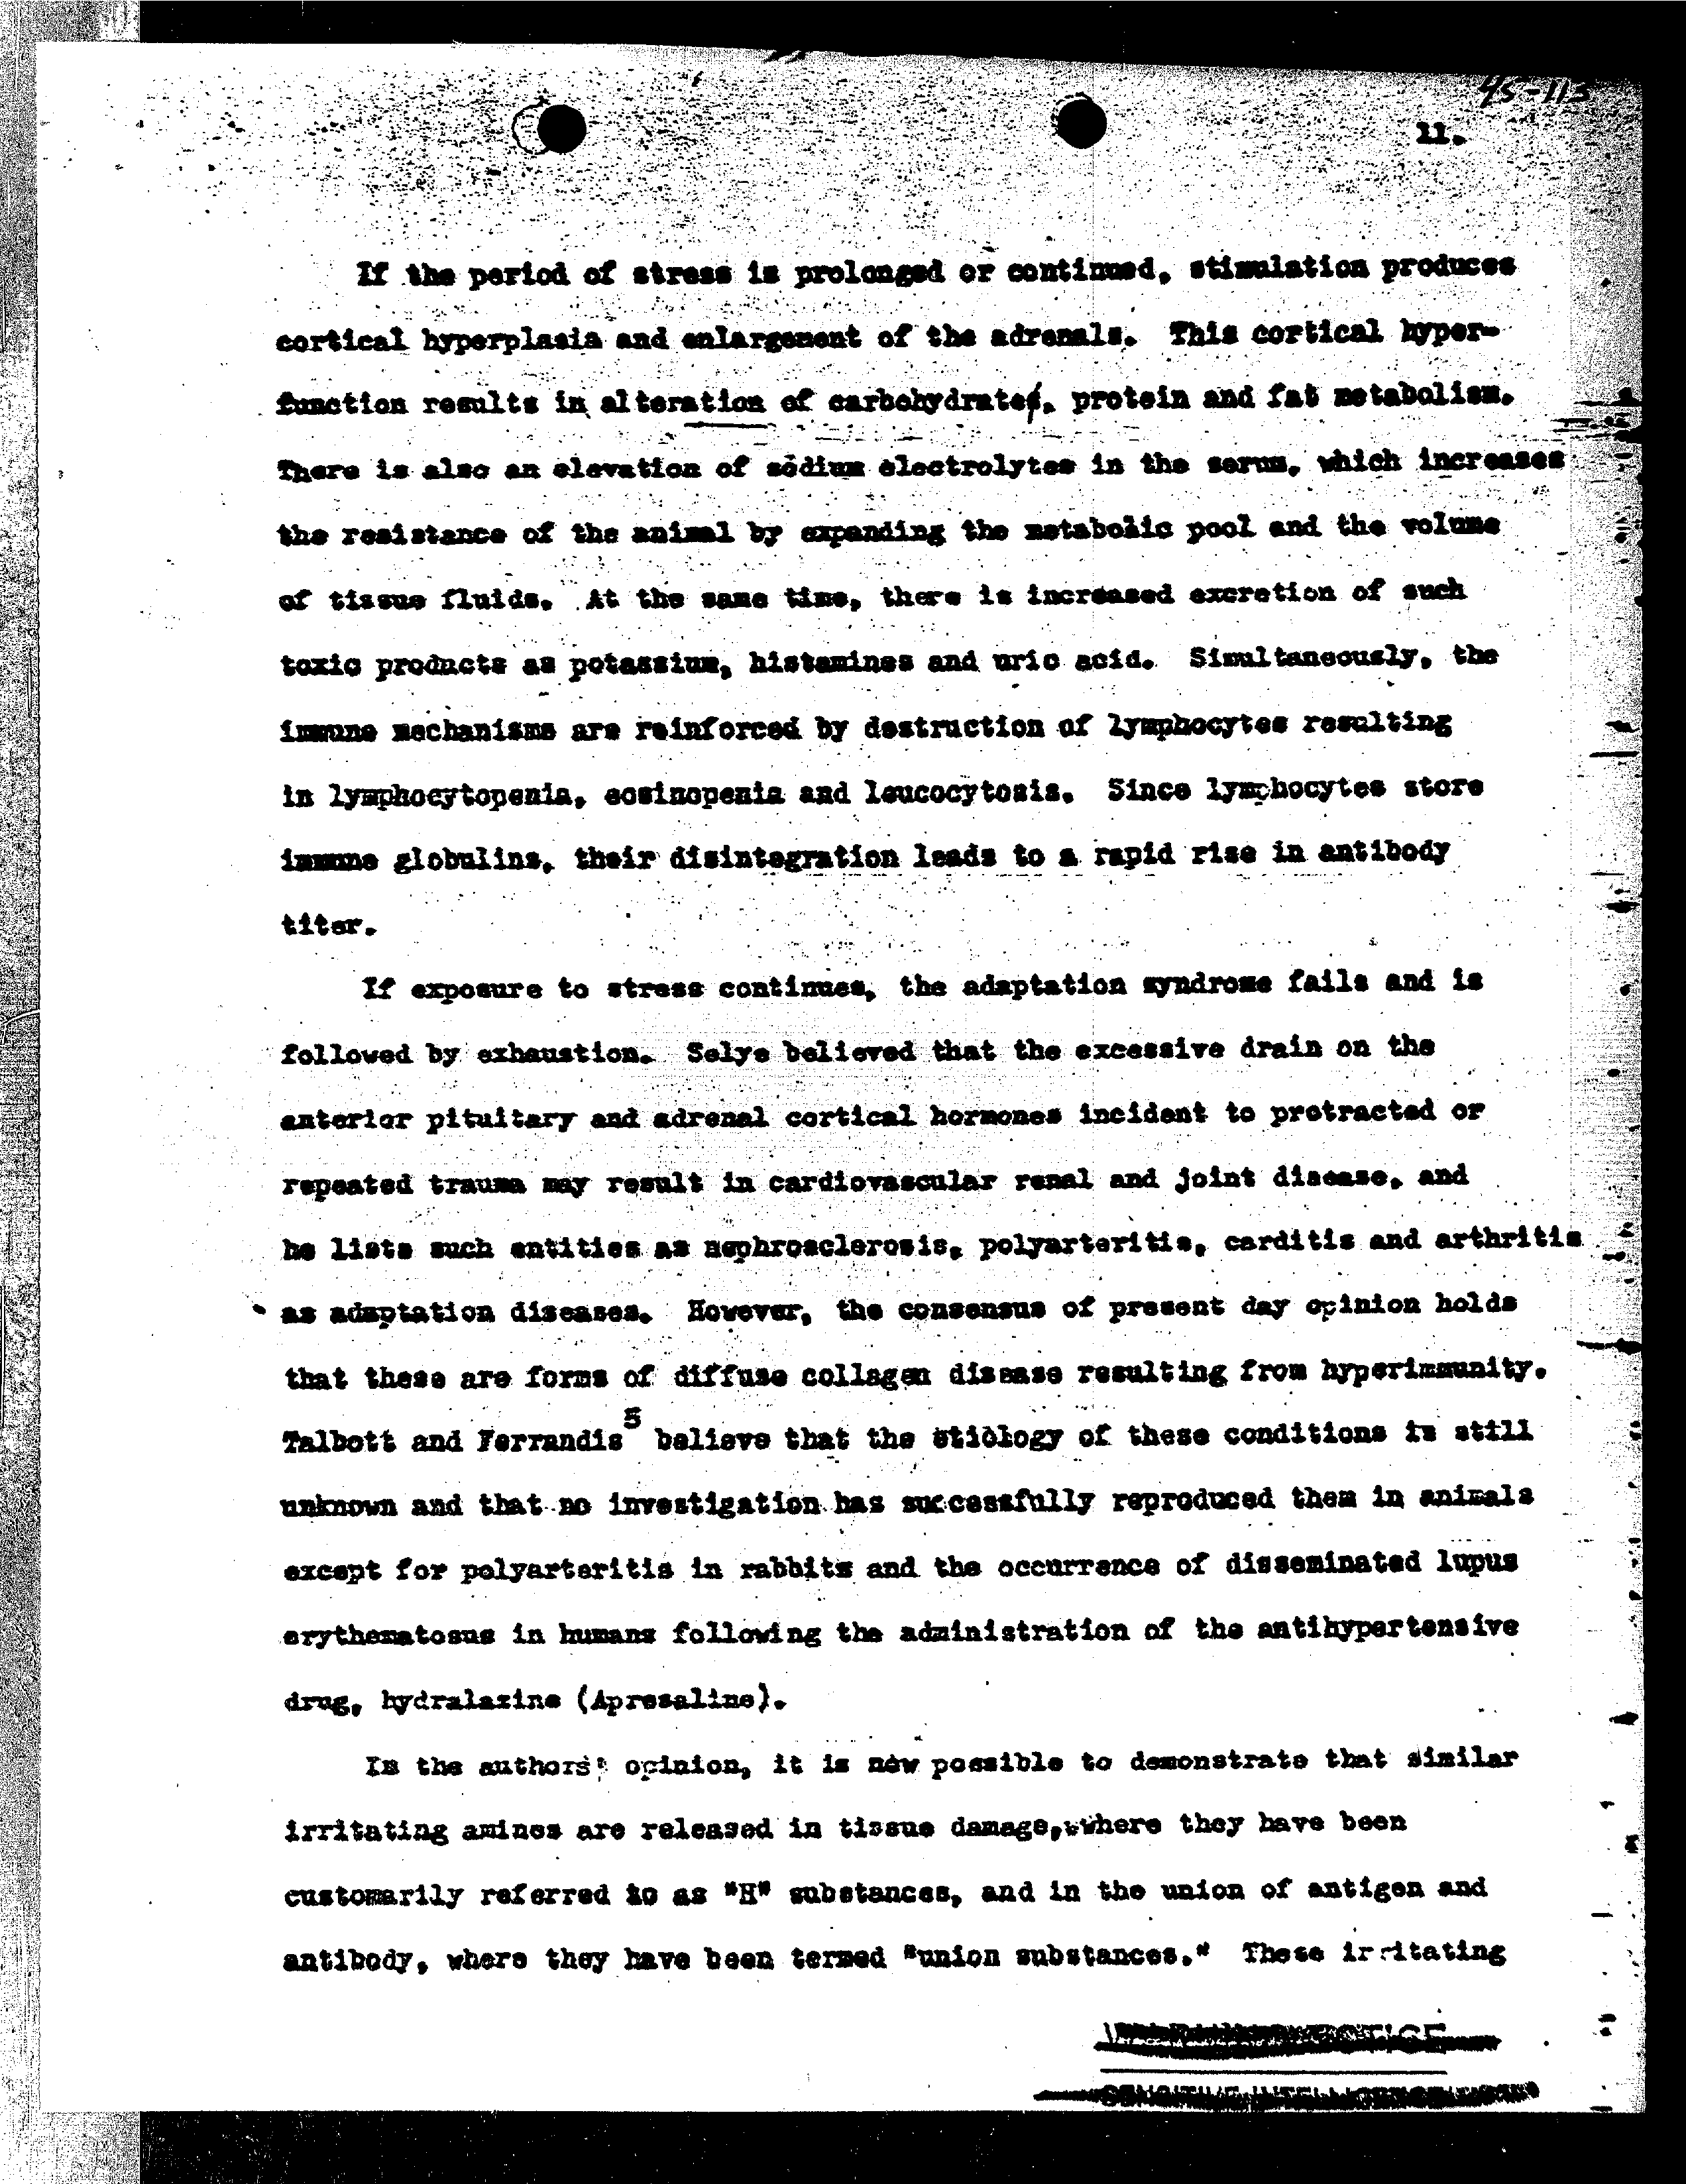 45-113
11.
If the period of stress is prolonged or continued, stimulation produces
cortical hyperplasia and enlargement of the adrenals. This cortical hyper-
function results in alteration of carbohydrates, protein and fat metabolism.
There is also an elevation of sodium electrolytes in the serum, which increases
the resistance of the animal by expanding the metabolic pool and the volume
of tissue fluids. At the same time, there is increased excretion of such
toxic products as potassium, histamines and uric acid. Simultaneously, the
immune mechanisms are reinforced by destruction of lymphocytes resulting
in lymphocytopenia, eosinopenia and leucocytosis. Since lymphocytes store
immune globulins, their disintegration leads to a rapid rise in antibody
titer.
If exposure to stress continues, the adaptation syndrome fails and is
followed by exhaustion. Selye believed that the excessive drain on the
anterior pituitary and adrenal cortical hormones incident to protracted or
repeated trauma may result in cardiovascular renal and joint disease, and
he lists such entities as nephrosclerosis, polyarteritis, carditis and arthritis
as adaptation diseases. However, the consensus of present day opinion holds
that these are forms of diffuse collagen disease resulting from hyperimmunity.
Talbott and Ferrandis5 believe that the etiology of these conditions is still
unknown and that no investigation has successfully reproduced them in animals
except for polyarteritis in rabbits and the occurrence of disseminated lupus
erythematosus in humans following the administration of the antihypertensive
drug, hydralazine (Apresaline).
In the authors' opinion, it is now possible to demonstrate that similar
irritating amines are released in tissue damage, where they have been
customarily referred to as "H" substances, and in the union of antigen and
antibody, where they have been termed "union substances." These irritating